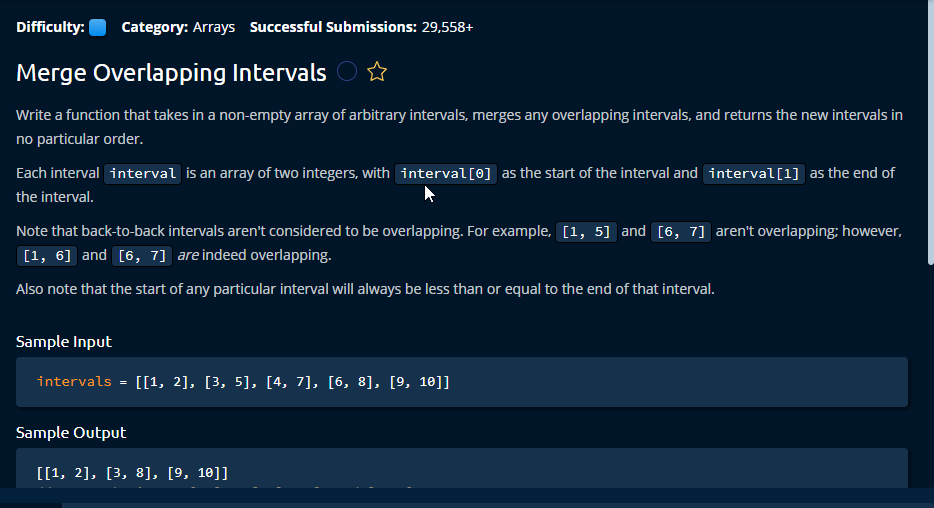 Difficulty: Category: Arrays Successful Submissions: 29,558+
Merge Overlapping Intervals
Write a function that takes in a non-empty array of arbitrary intervals, merges any overlapping intervals, and returns the new intervals in
no particular order.
Each interval interval is an array of two integers, with interval[0] as the start of the interval and interval[1] as the end of
the interval.
Note that back-to-back intervals aren't considered to be overlapping. For example, [1, 5] and [6, 7] aren't overlapping; however,
[1, 6] and [6, 7] are indeed overlapping.
Also note that the start of any particular interval will always be less than or equal to the end of that interval.
Sample Input
intervals = [[1, 2], [3, 5], [4, 7], [6, 8], [9, 10]]
Sample Output
[[1, 2], [3, 8], [9, 10]]